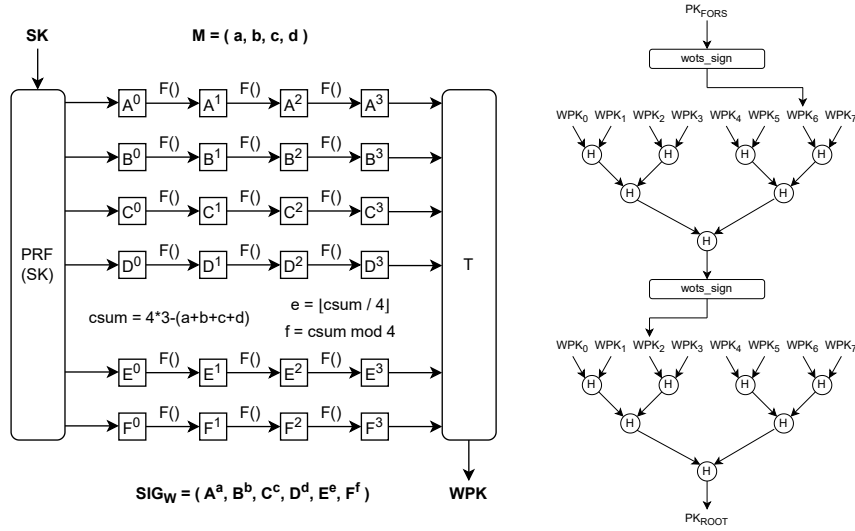 SK
M = ( a, b, c, d )
PRF
(SK)
A⁰ F() A¹ F() A² F() A³
B⁰ F() B¹ F() B² F() B³
C⁰ F() C¹ F() C² F() C³
D⁰ F() D¹ F() D² F() D³
T
csum = 4*3-(a+b+c+d)
e = ⌊csum / 4⌋
f = csum mod 4
E⁰ F() E¹ F() E² F() E³
F⁰ F() F¹ F() F² F() F³
SIG_W = ( Aᵃ, Bᵇ, Cᶜ, Dᵈ, Eᵉ, Fᶠ )
WPK
PK_FORS
wots_sign
WPK₀ WPK₁ WPK₂ WPK₃ WPK₄ WPK₅ WPK₆ WPK₇
H H H H
H H
H
wots_sign
WPK₀ WPK₁ WPK₂ WPK₃ WPK₄ WPK₅ WPK₆ WPK₇
H H H H
H H
H
PK_ROOT